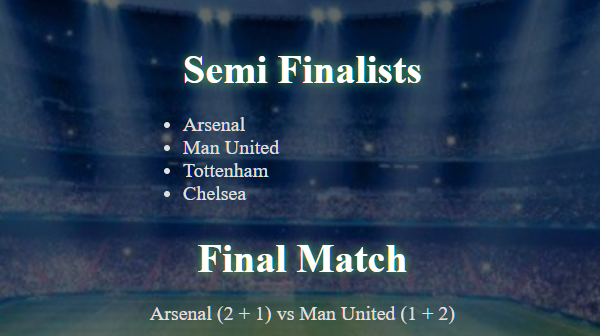 Semi Finalists
• Arsenal
• Man United
• Tottenham
• Chelsea
Final Match
Arsenal (2 + 1) vs Man United (1 + 2)